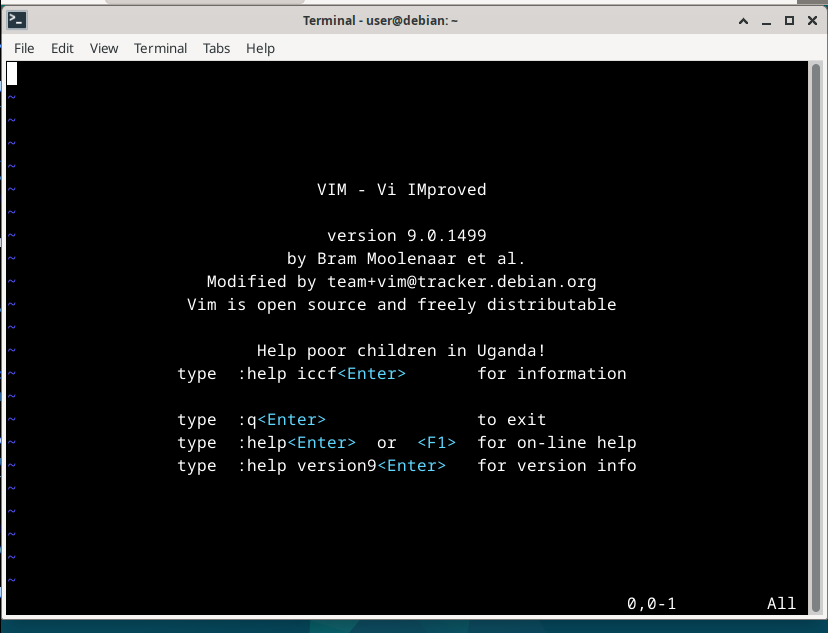 Terminal - user@debian: ~
File Edit View Terminal Tabs Help
~
~
~
~
~ VIM - Vi IMproved
~
~ version 9.0.1499
~ by Bram Moolenaar et al.
~ Modified by team+vim@tracker.debian.org
~ Vim is open source and freely distributable
~
~ Help poor children in Uganda!
~ type :help iccf<Enter> for information
~
~ type :q<Enter> to exit
~ type :help<Enter> or <F1> for on-line help
~ type :help version9<Enter> for version info
~
~
~
~
~
0,0-1 All